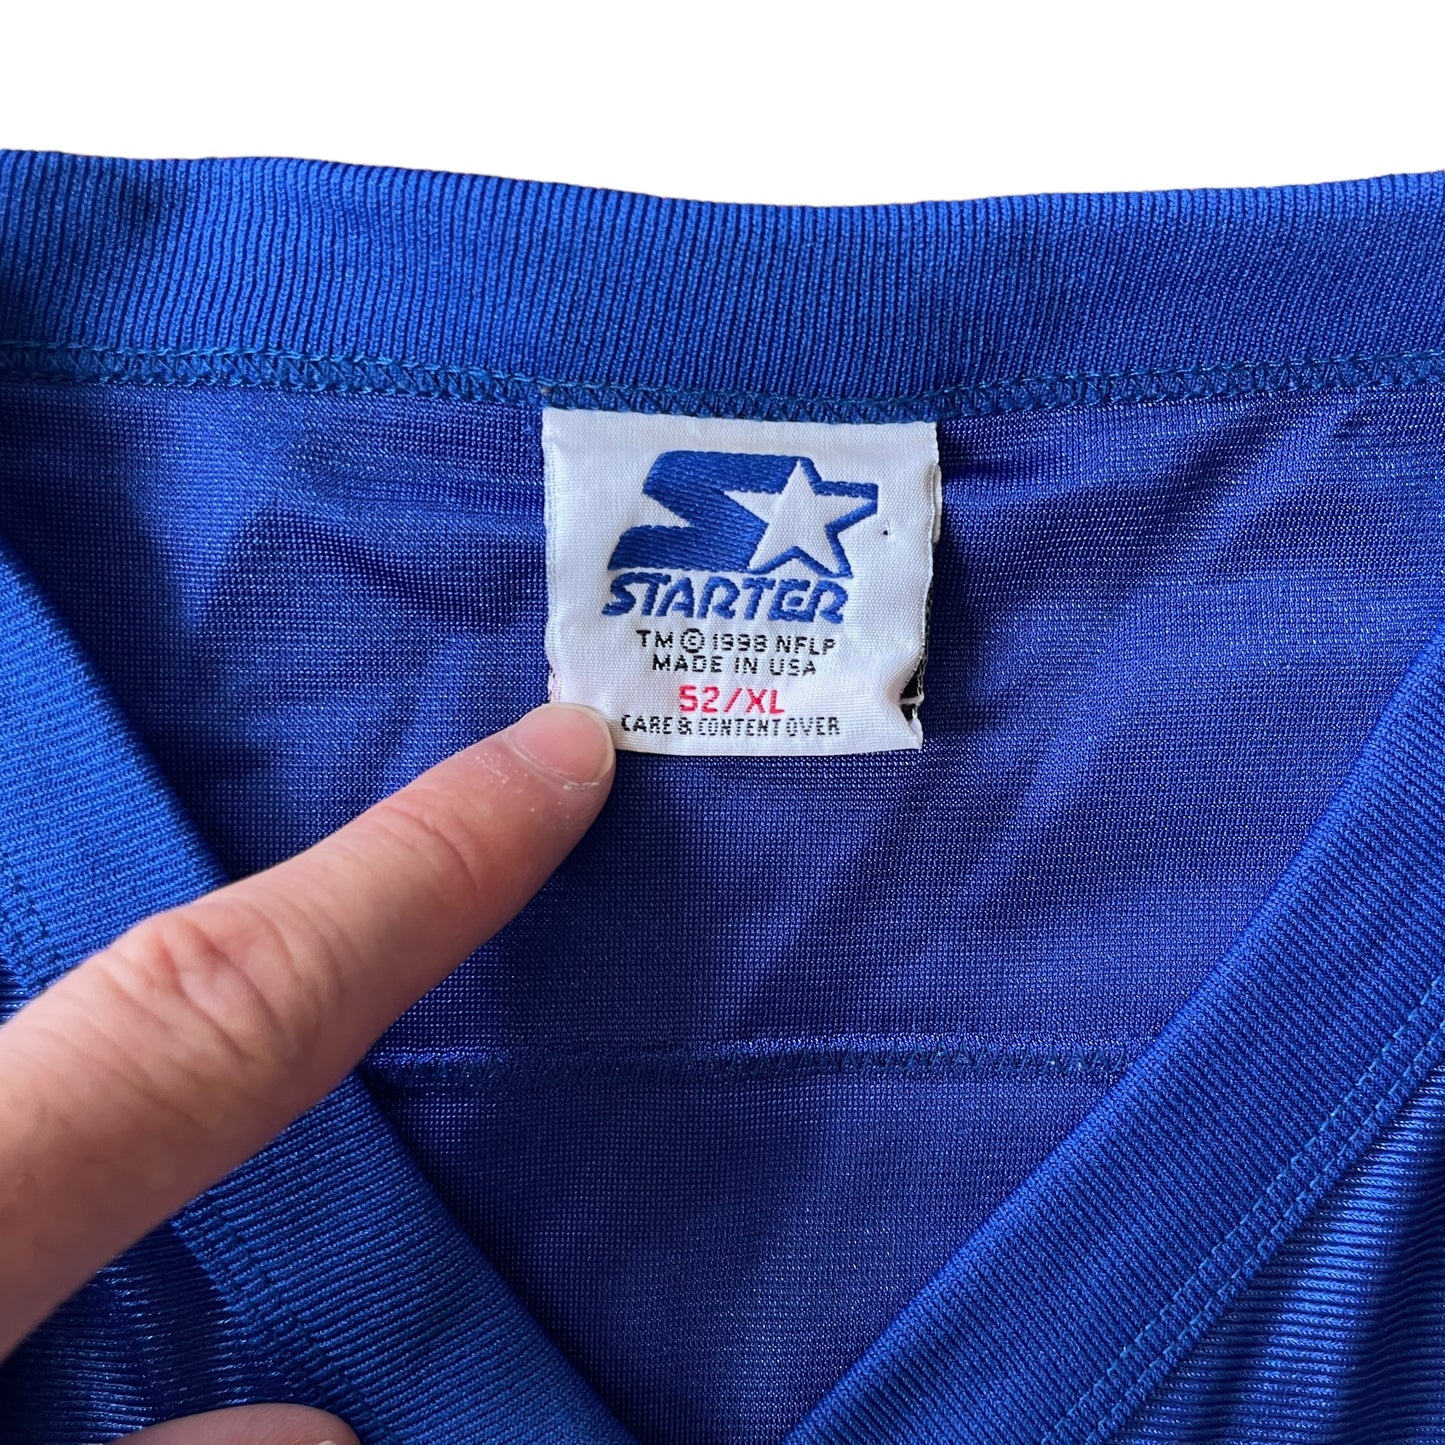 STARTER
TM © 1998 NFLP
MADE IN USA
52/XL
CARE & CONTENT OVER